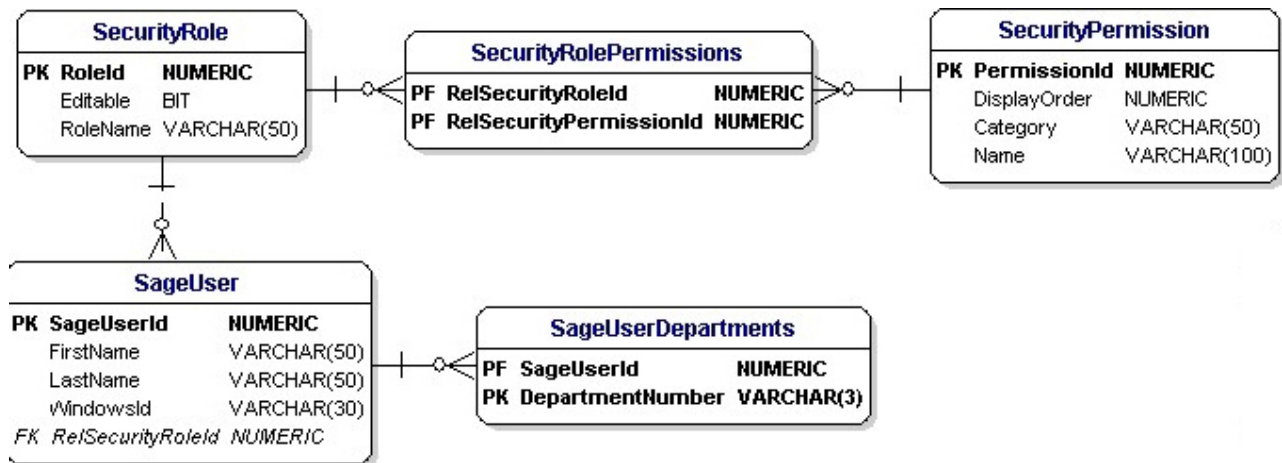 SecurityRole
PK RoleId NUMERIC
Editable BIT
RoleName VARCHAR(50)
SecurityRolePermissions
PF RelSecurityRoleId NUMERIC
PF RelSecurityPermissionId NUMERIC
SecurityPermission
PK PermissionId NUMERIC
DisplayOrder NUMERIC
Category VARCHAR(50)
Name VARCHAR(100)
SageUser
PK SageUserId NUMERIC
FirstName VARCHAR(50)
LastName VARCHAR(50)
WindowsId VARCHAR(30)
FK RelSecurityRoleId NUMERIC
SageUserDepartments
PF SageUserId NUMERIC
PK DepartmentNumber VARCHAR(3)